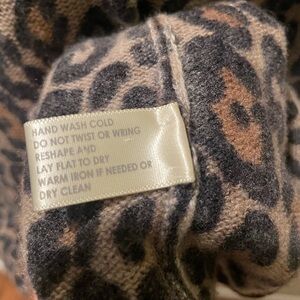 HAND WASH COLD
DO NOT TWIST OR WRING
RESHAPE AND
LAY FLAT TO DRY
WARM IRON IF NEEDED OR
DRY CLEAN